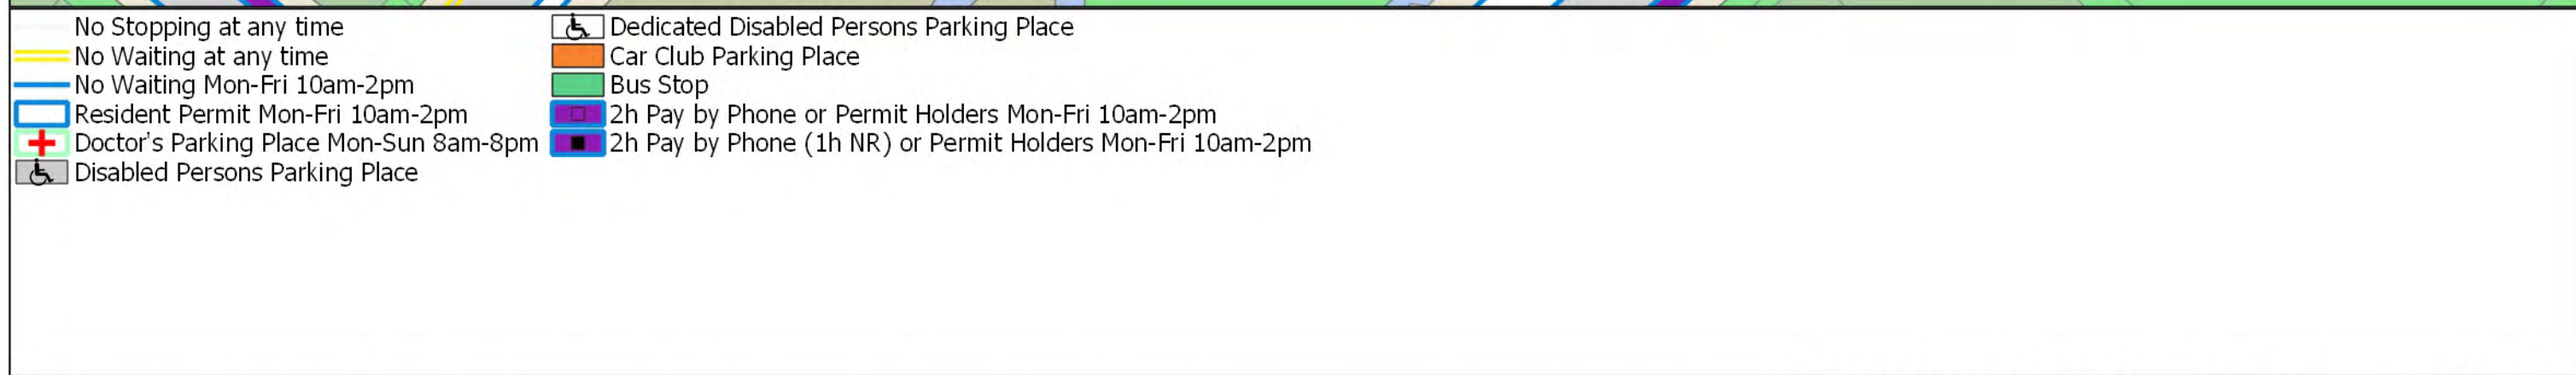 No Stopping at any time
No Waiting at any time
No Waiting Mon-Fri 10am-2pm
Resident Permit Mon-Fri 10am-2pm
Doctor's Parking Place Mon-Sun 8am-8pm
Disabled Persons Parking Place
Dedicated Disabled Persons Parking Place
Car Club Parking Place
Bus Stop
2h Pay by Phone or Permit Holders Mon-Fri 10am-2pm
2h Pay by Phone (1h NR) or Permit Holders Mon-Fri 10am-2pm